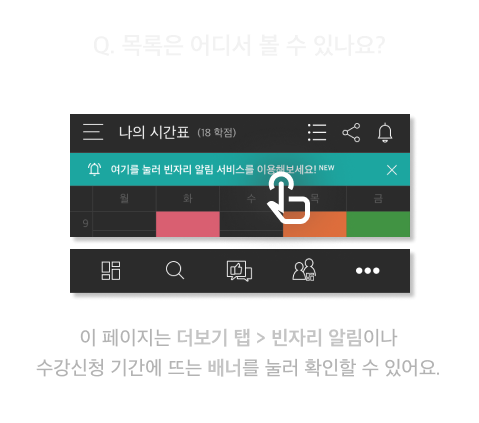 Q. 목록은 어디서 볼 수 있나요?
나의 시간표 (18 학점)
여기를 눌러 빈자리 알림 서비스를 이용해보세요! NEW
월 화 수 목 금
9
이 페이지는 더보기 탭 > 빈자리 알림이나
수강신청 기간에 뜨는 배너를 눌러 확인할 수 있어요.